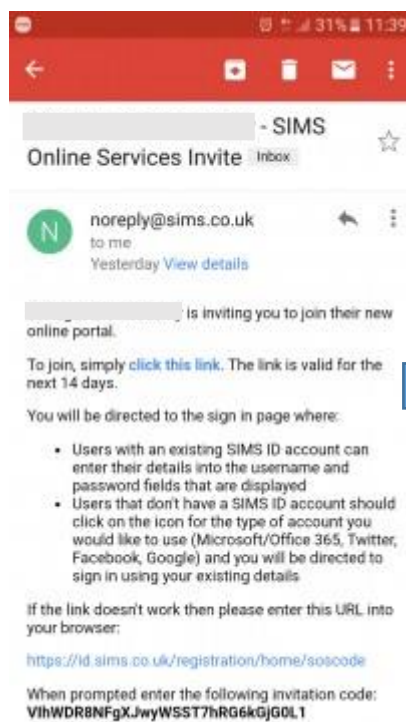 31% 11:39
- SIMS
Online Services Invite Inbox
N
noreply@sims.co.uk
to me
Yesterday View details
is inviting you to join their new
online portal.
To join, simply click this link. The link is valid for the
next 14 days.
You will be directed to the sign in page where:
• Users with an existing SIMS ID account can
enter their details into the username and
password fields that are displayed
• Users that don't have a SIMS ID account should
click on the icon for the type of account you
would like to use (Microsoft/Office 365, Twitter,
Facebook, Google) and you will be directed to
sign in using your existing details
If the link doesn't work then please enter this URL into
your browser:
https://id.sims.co.uk/registration/home/soscode
When prompted enter the following invitation code:
VIhWDR8NFgXJwyWSST7hRG6kGjG0L1